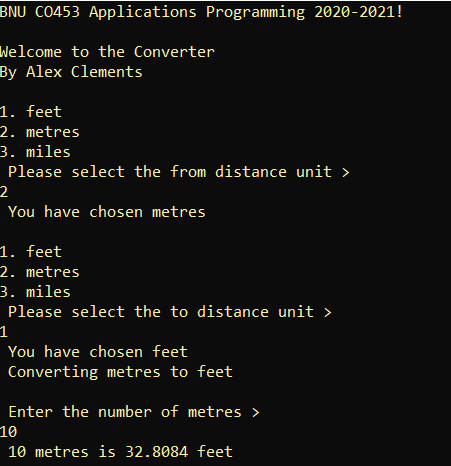 BNU CO453 Applications Programming 2020-2021!
Welcome to the Converter
By Alex Clements
1. feet
2. metres
3. miles
Please select the from distance unit >
2
You have chosen metres
1. feet
2. metres
3. miles
Please select the to distance unit >
1
You have chosen feet
Converting metres to feet
Enter the number of metres >
10
10 metres is 32.8084 feet